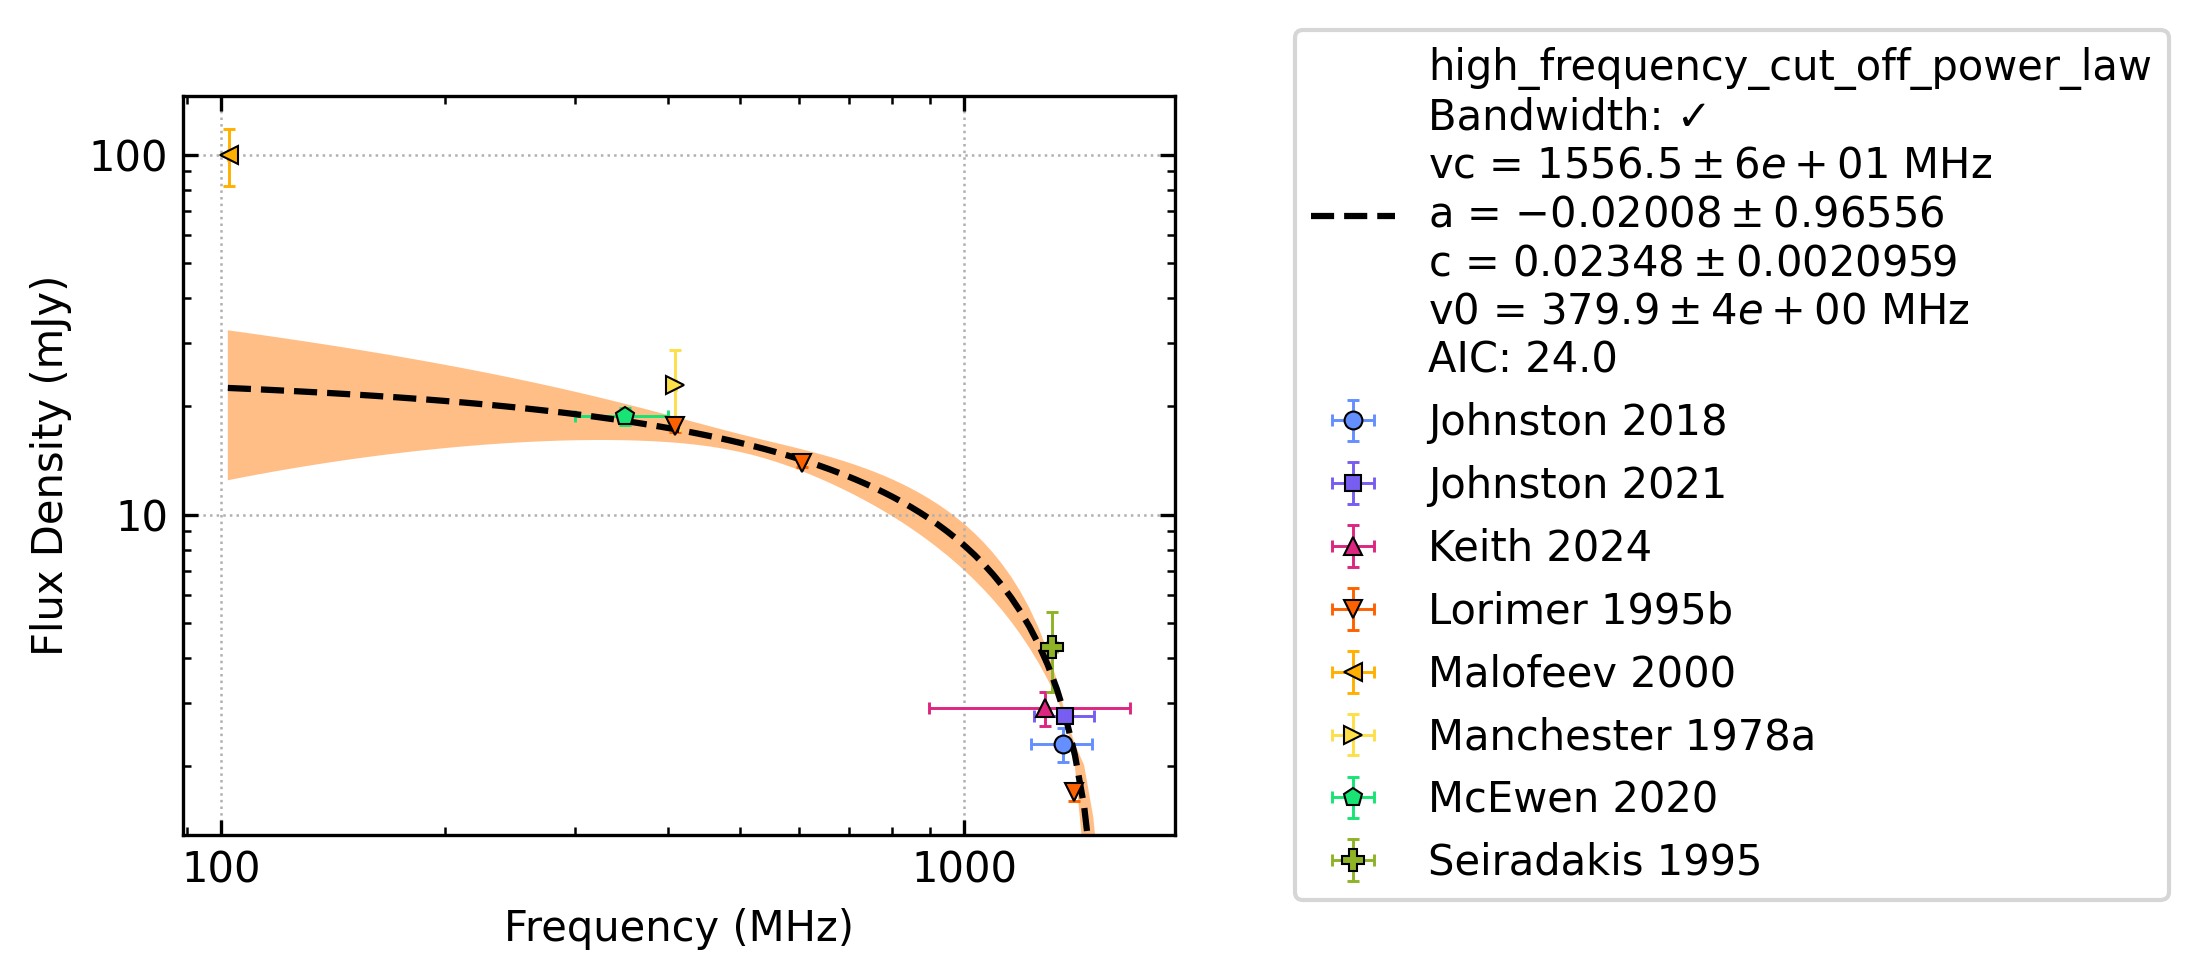 high_frequency_cut_off_power_law
Bandwidth: ✓
vc = 1556.5 ± 6e + 01 MHz
a = −0.02008 ± 0.96556
c = 0.02348 ± 0.0020959
v0 = 379.9 ± 4e + 00 MHz
AIC: 24.0
Johnston 2018
Johnston 2021
Keith 2024
Lorimer 1995b
Malofeev 2000
Manchester 1978a
McEwen 2020
Seiradakis 1995
100
10
Flux Density (mJy)
100
1000
Frequency (MHz)